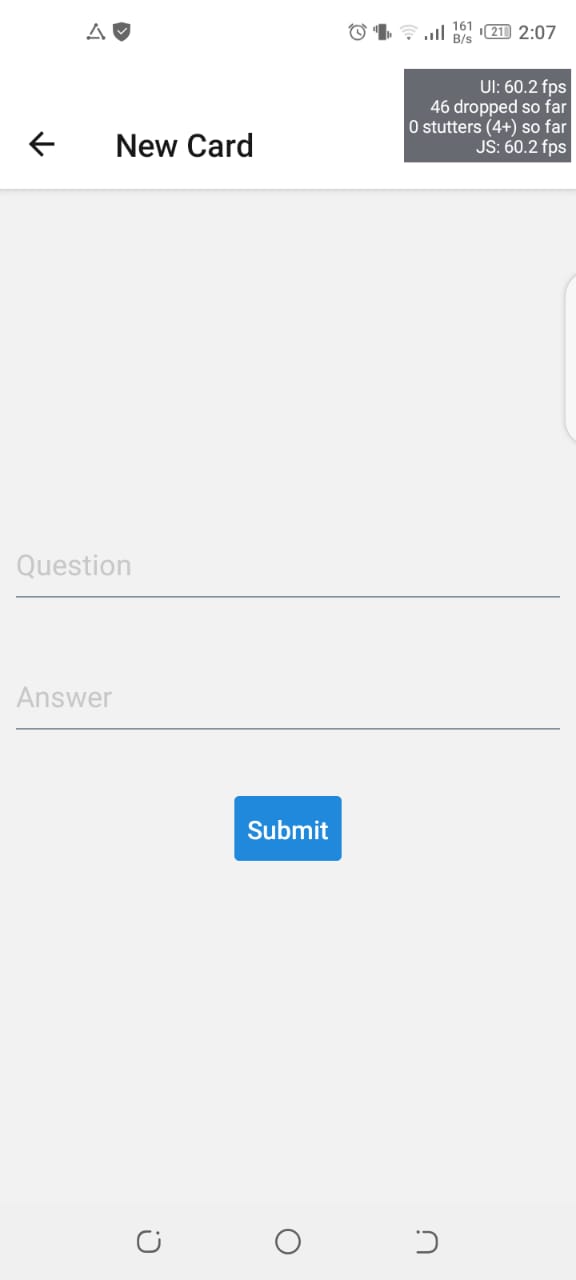 161
B/s
21
2:07
UI: 60.2 fps
46 dropped so far
0 stutters (4+) so far
JS: 60.2 fps
New Card
Question
Answer
Submit